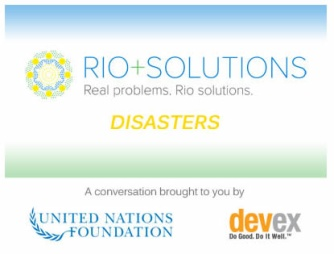 RIO+SOLUTIONS
Real problems. Rio solutions.
DISASTERS
A conversation brought to you by
UNITED NATIONS
FOUNDATION
devex
Do Good. Do It Well.™